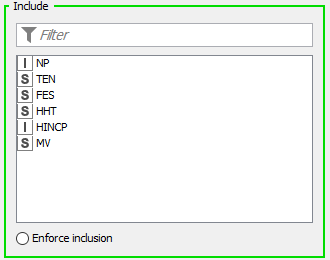 Include
Filter
I NP
S TEN
S FES
S HHT
I HINCP
S MV
Enforce inclusion